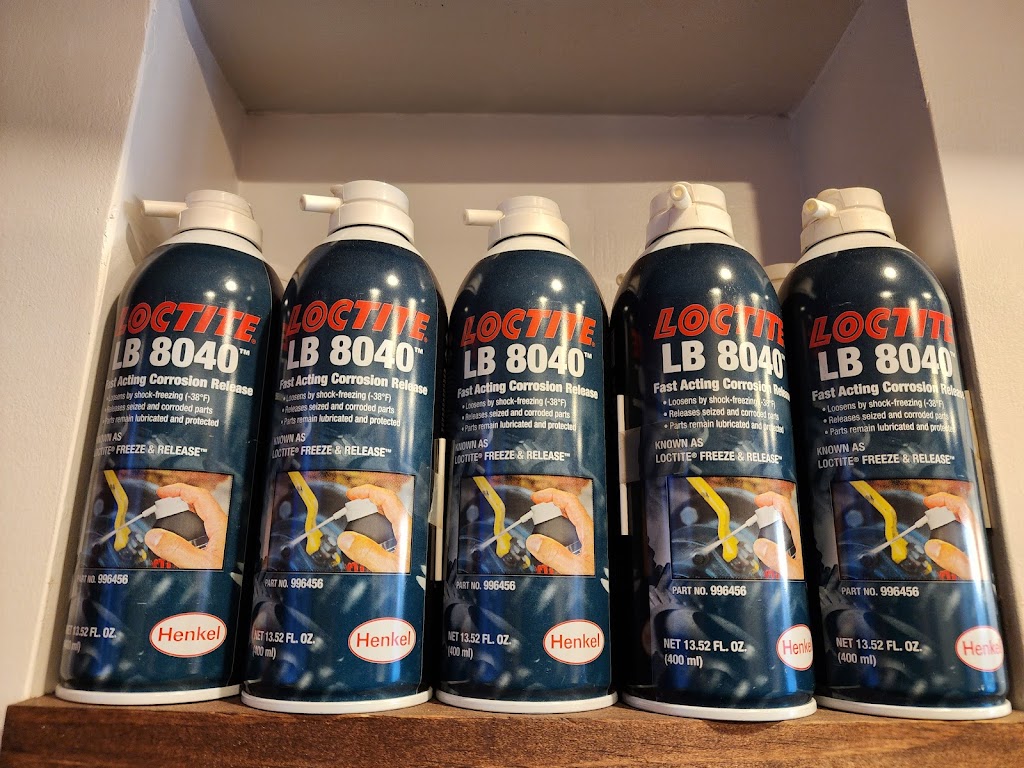 LOCTITE®
LB 8040™
Fast Acting Corrosion Release
• Loosens by shock-freezing (-38°F)
• Releases seized and corroded parts
• Parts remain lubricated and protected
KNOWN AS
LOCTITE® FREEZE & RELEASE™
PART NO. 996456
NET 13.52 FL. OZ.
ml)
Henkel
LOCTITE®
LB 8040™
Fast Acting Corrosion Release
• Loosens by shock-freezing (-38°F)
• Releases seized and corroded parts
• Parts remain lubricated and protected
KNOWN AS
LOCTITE® FREEZE & RELEASE™
PART NO. 996456
NET 13.52 FL. OZ.
(400 ml)
Henkel
LOCTITE®
LB 8040™
Fast Acting Corrosion Release
• Loosens by shock-freezing (-38°F)
• Releases seized and corroded parts
• Parts remain lubricated and protected
KNOWN AS
LOCTITE® FREEZE & RELEASE™
PART NO. 996456
NET 13.52 FL. OZ.
(400 ml)
Henkel
LOCTITE
LB 8040™
Fast Acting Corrosion Release
• Loosens by shock-freezing (-38°F)
• Releases seized and corroded parts
• Parts remain lubricated and protected
KNOWN AS
LOCTITE® FREEZE & RELEASE™
PART NO. 996456
NET 13.52 FL. OZ.
(400 ml)
Henkel
LOCTITE
LB 8040™
Fast Acting Corrosion Release
• Loosens by shock-freezing (-38°F)
• Releases seized and corroded parts
• Parts remain lubricated and protected
KNOWN AS
LOCTITE® FREEZE & RELEASE™
PART NO. 996456
NET 13.52 FL. OZ.
(400 ml)
Henkel